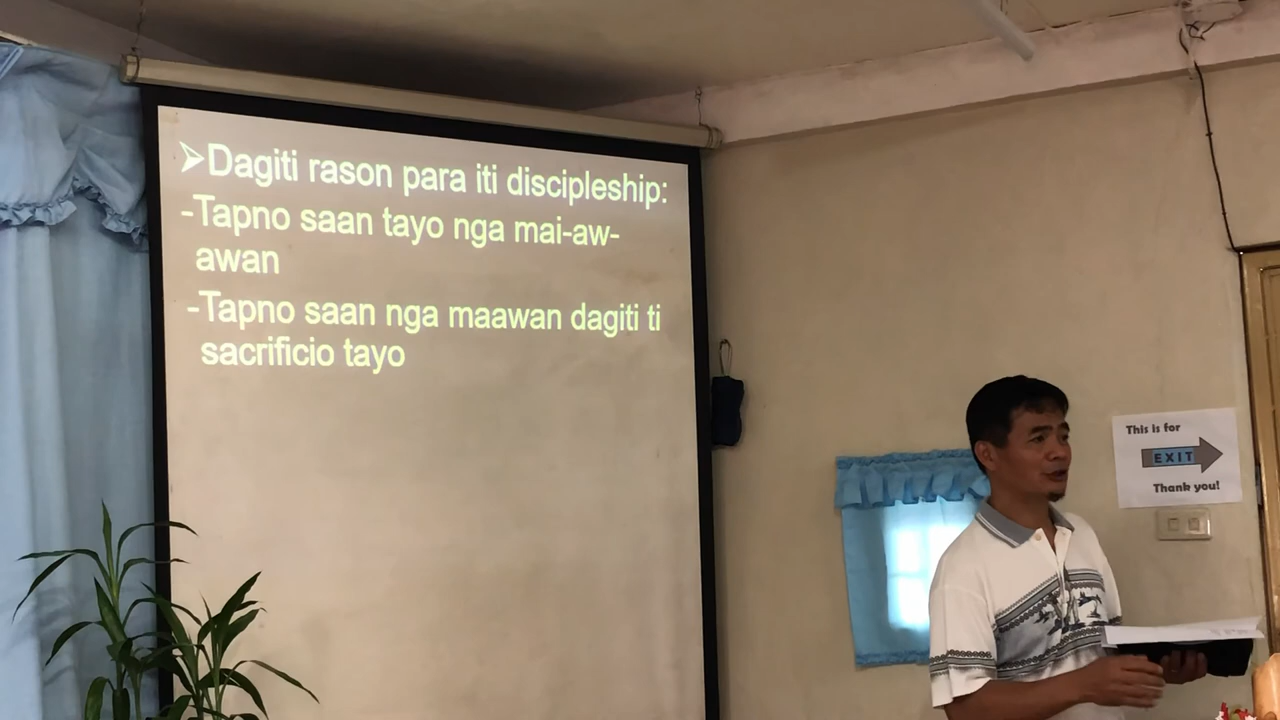 ➢Dagiti rason para iti discipleship:
-Tapno saan tayo nga mai-aw-
awan
-Tapno saan nga maawan dagiti ti
sacrificio tayo
This is for
EXIT
Thank you!